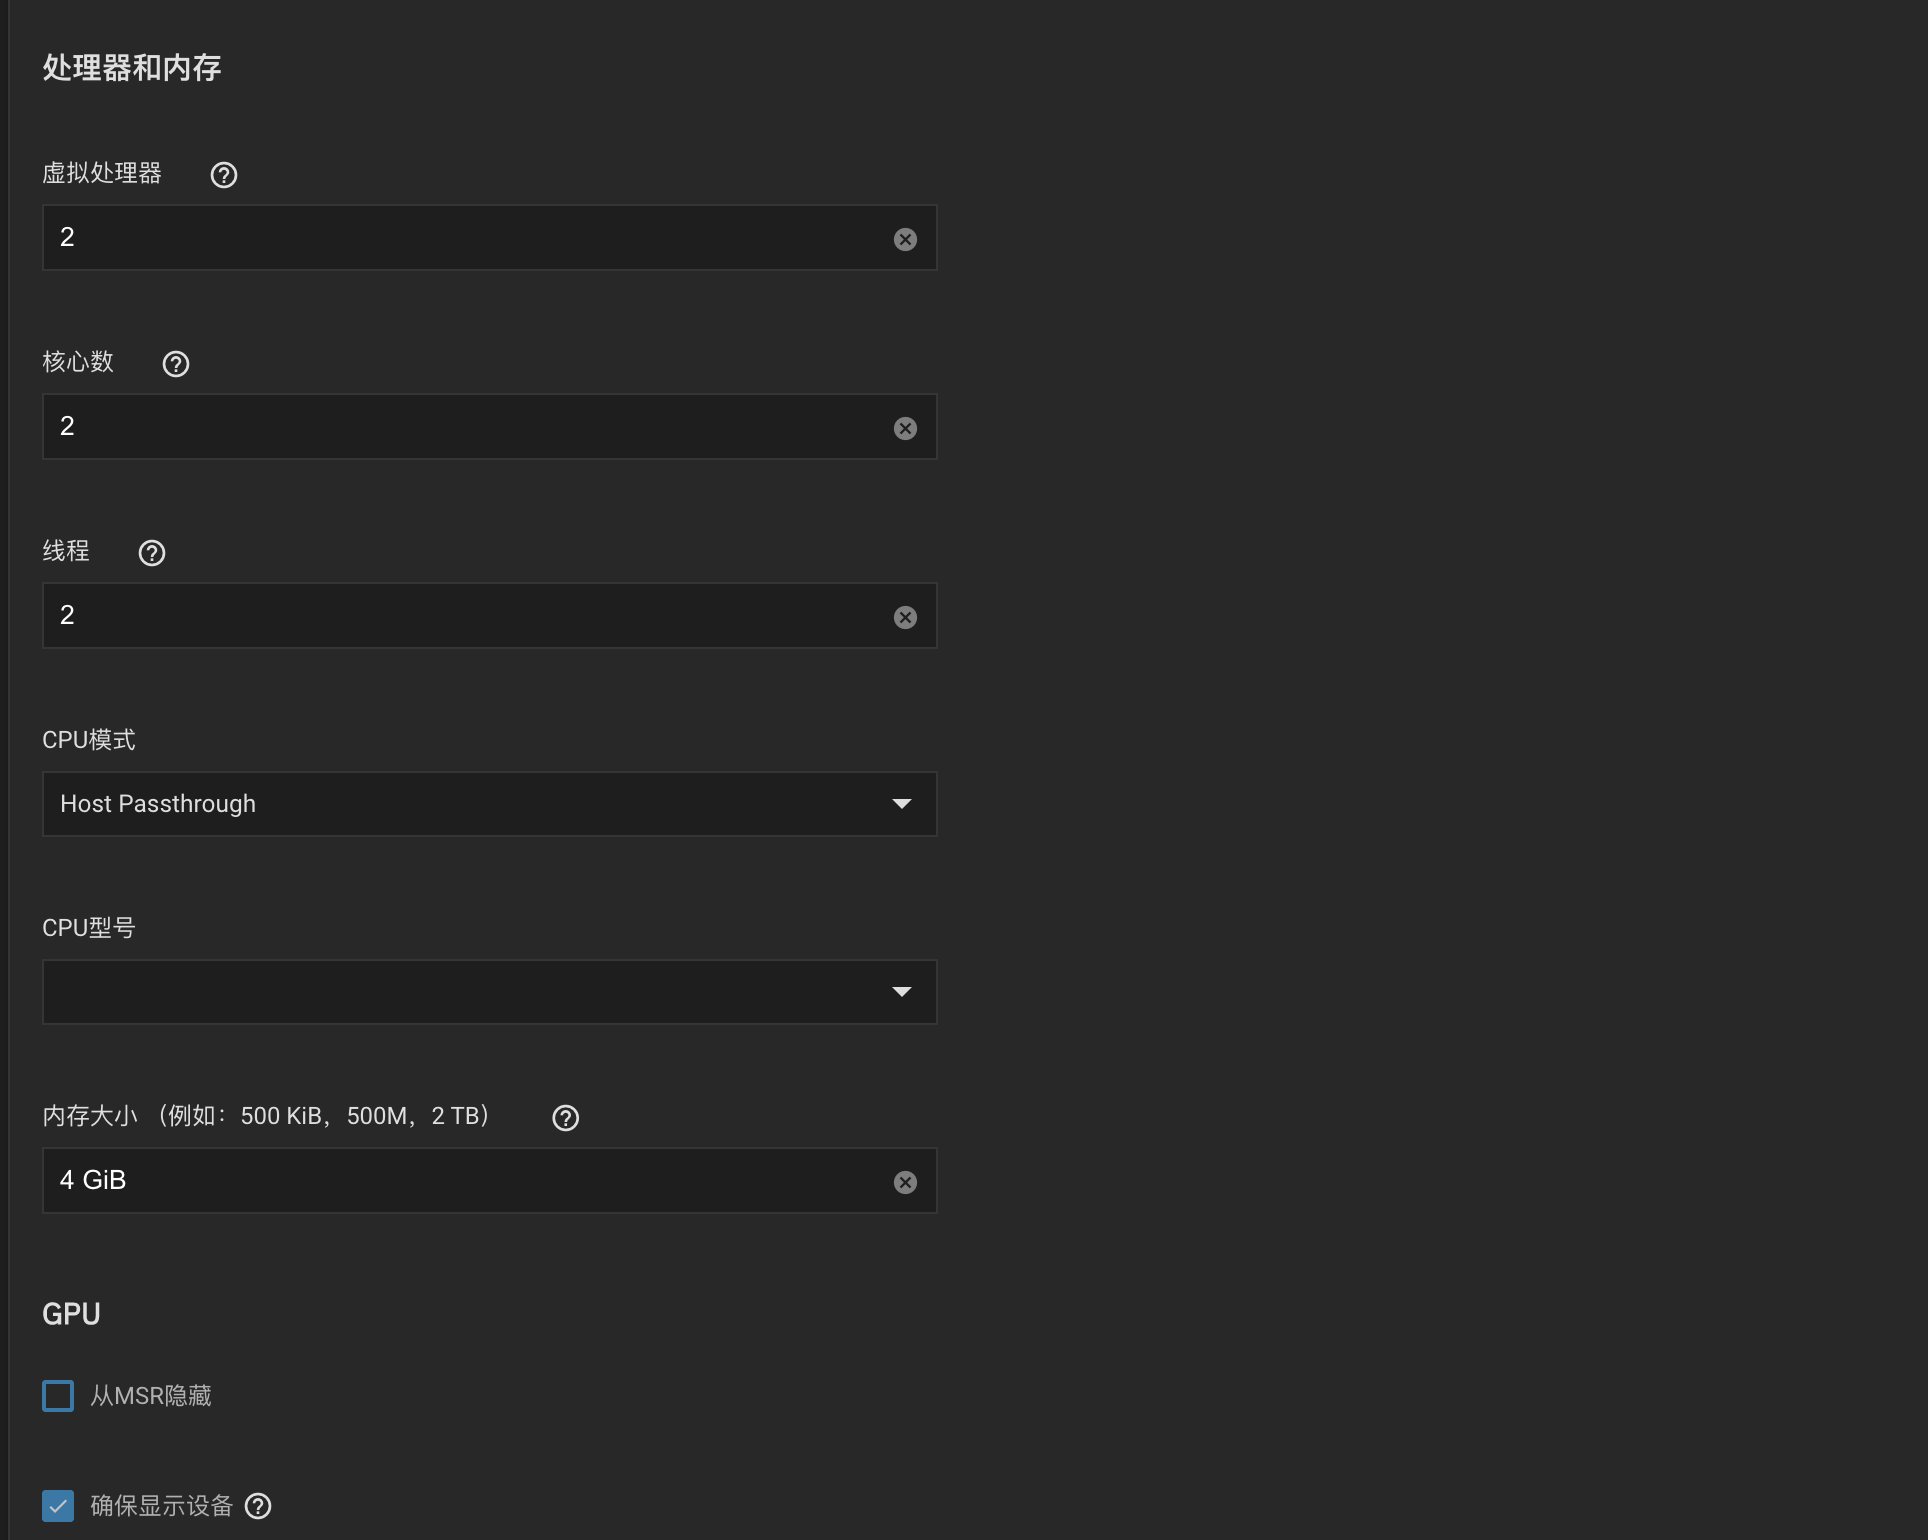 处理器和内存
虚拟处理器
2
核心数
2
线程
2
CPU模式
Host Passthrough
CPU型号
内存大小 （例如：500 KiB，500M，2 TB）
4 GiB
GPU
从MSR隐藏
确保显示设备